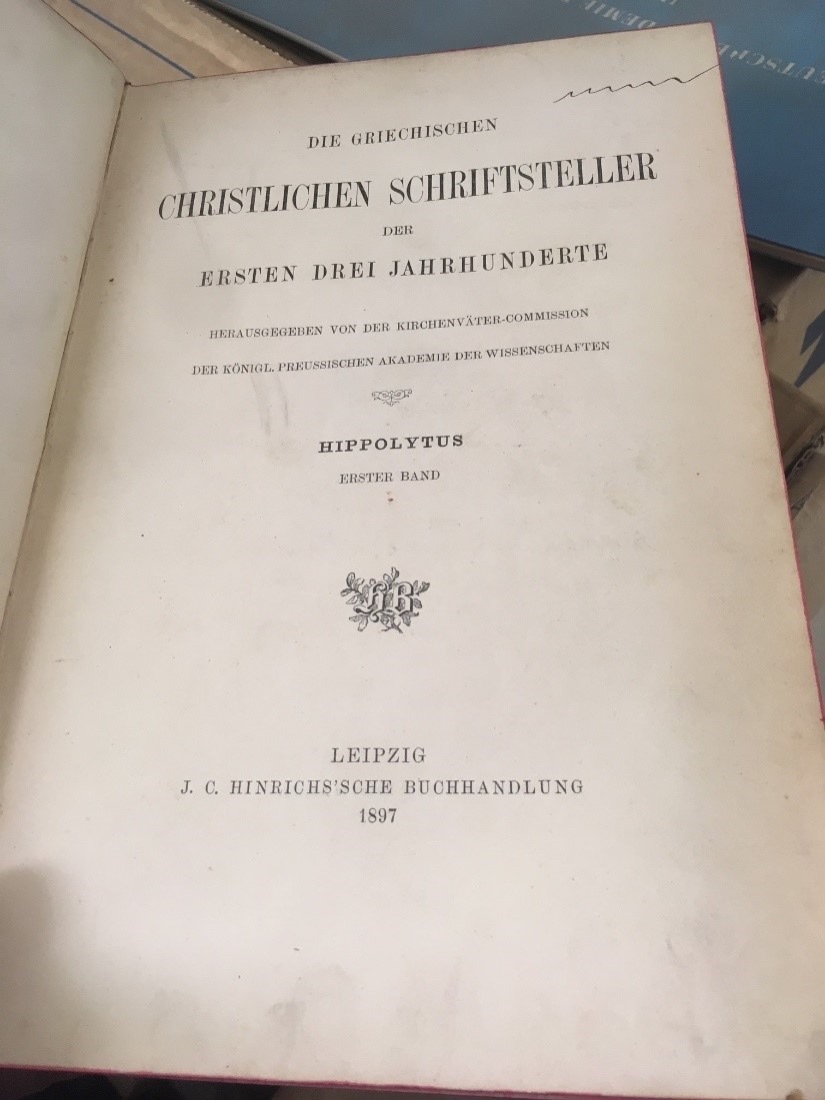 DIE GRIECHISCHEN
CHRISTLICHEN SCHRIFTSTELLER
DER
ERSTEN DREI JAHRHUNDERTE
HERAUSGEGEBEN VON DER KIRCHENVÄTER-COMMISSION
DER KÖNIGL. PREUSSISCHEN AKADEMIE DER WISSENSCHAFTEN
HIPPOLYTUS
ERSTER BAND
LEIPZIG
J. C. HINRICHS'SCHE BUCHHANDLUNG
1897